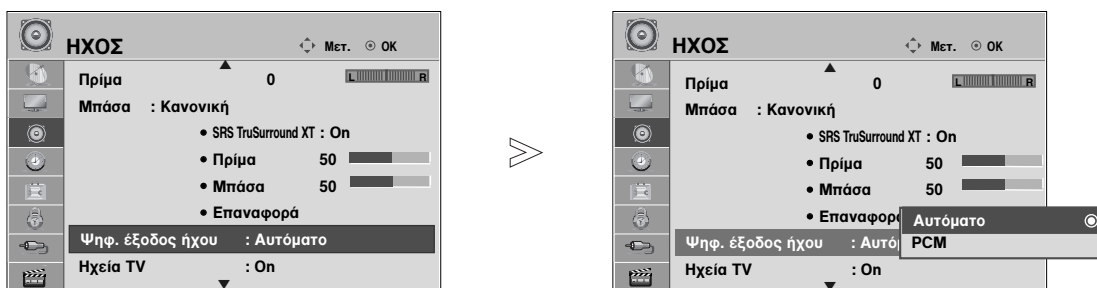 ΗΧΟΣ Μετ. OK
Πρίμα 0 L R
Μπάσα : Κανονική
• SRS TruSurround XT : On
• Πρίμα 50
• Μπάσα 50
• Επαναφορά
Ψηφ. έξοδος ήχου : Αυτόματο
Ηχεία TV : On
ΗΧΟΣ Μετ. OK
Πρίμα 0 L R
Μπάσα : Κανονική
• SRS TruSurround XT : On
• Πρίμα 50
• Μπάσα 50
• Επαναφορ
Αυτόματο
Ψηφ. έξοδος ήχου : Αυτό
PCM
Ηχεία TV : On